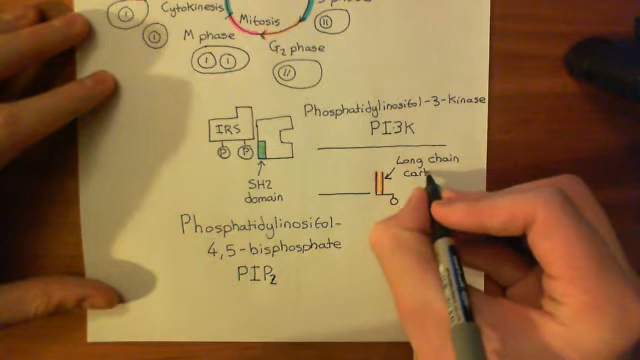 S phase
Cytokinesis
Mitosis
M phase
G2 phase
Phosphatidylinositol-3-kinase
PI3K
IRS
P P
SH2
domain
Long chain
Phosphatidylinositol-
4,5-bisphosphate
PIP2